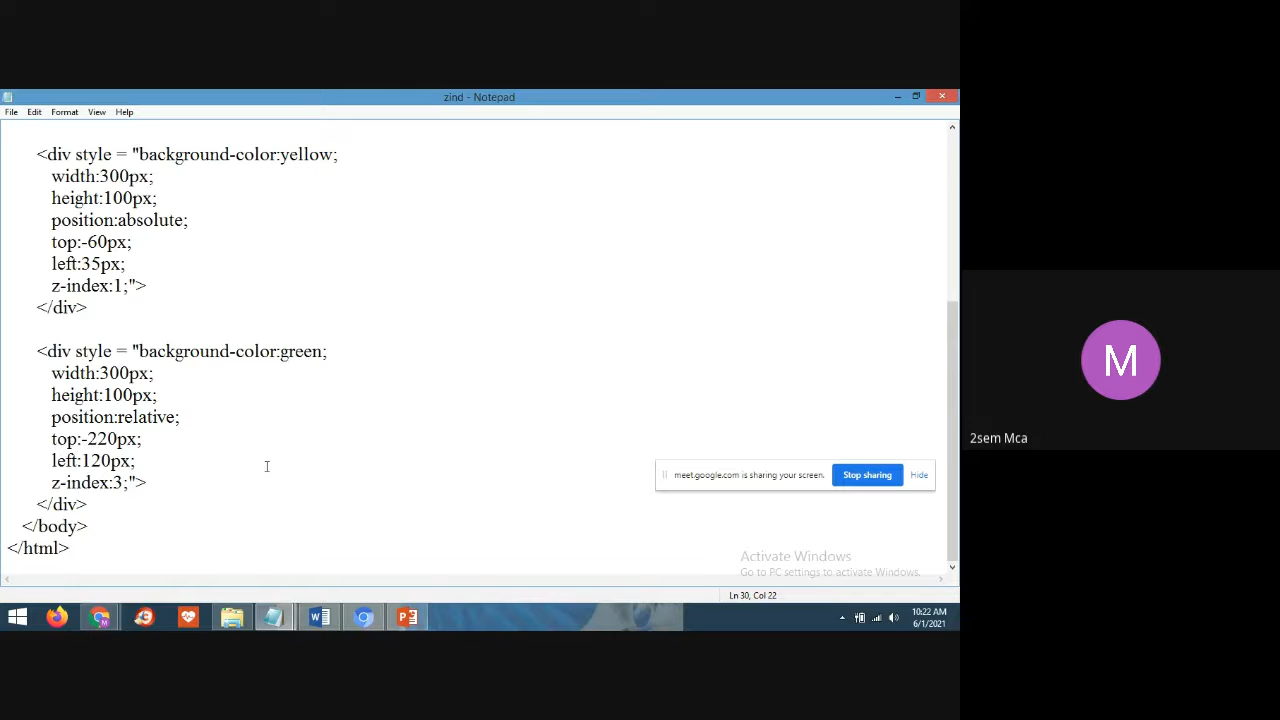 zind - Notepad
File Edit Format View Help
<div style = "background-color:yellow;
width:300px;
height:100px;
position:absolute;
top:-60px;
left:35px;
z-index:1;">
</div>
<div style = "background-color:green;
width:300px;
height:100px;
position:relative;
top:-220px;
left:120px;
z-index:3;">
</div>
</body>
</html>
meet.google.com is sharing your screen. Stop sharing Hide
M
2sem Mca
Activate Windows
Go to PC settings to activate Windows.
Ln 30, Col 22
10:22 AM
6/1/2021